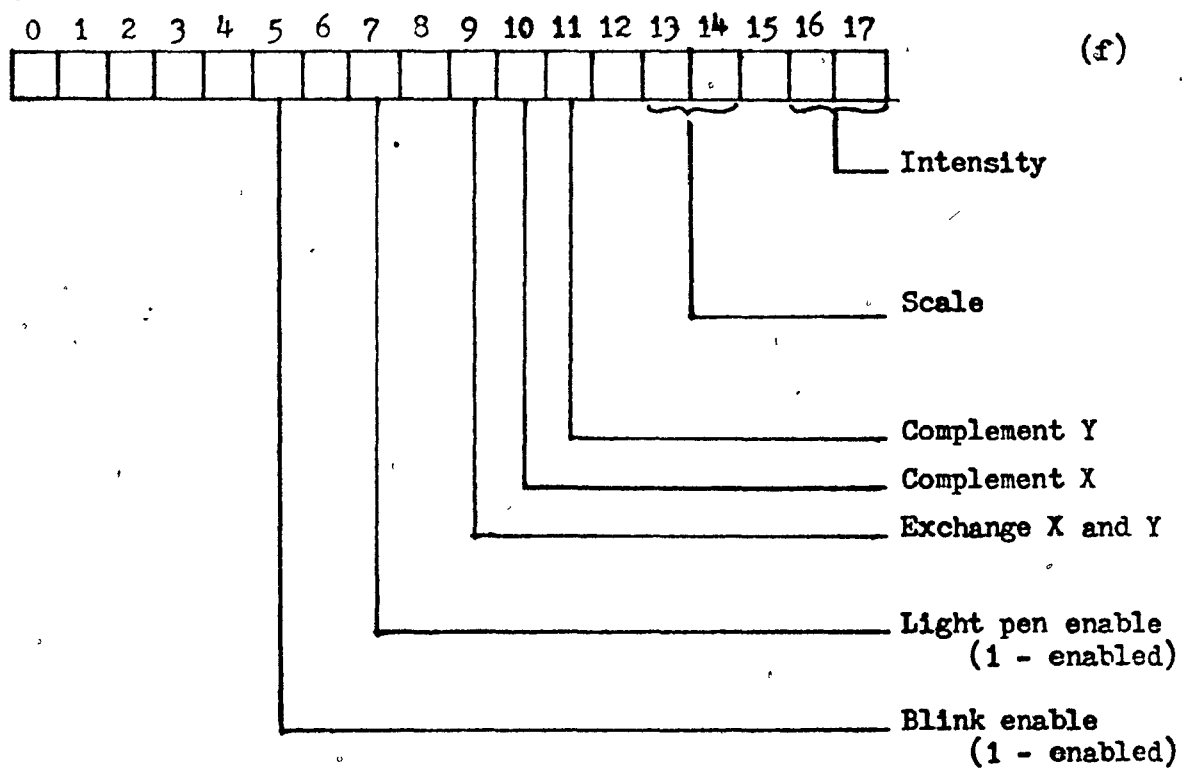 0 1 2 3 4 5 6 7 8 9 10 11 12 13 14 15 16 17
(f)
Intensity
Scale
Complement Y
Complement X
Exchange X and Y
Light pen enable
(1 - enabled)
Blink enable
(1 - enabled)